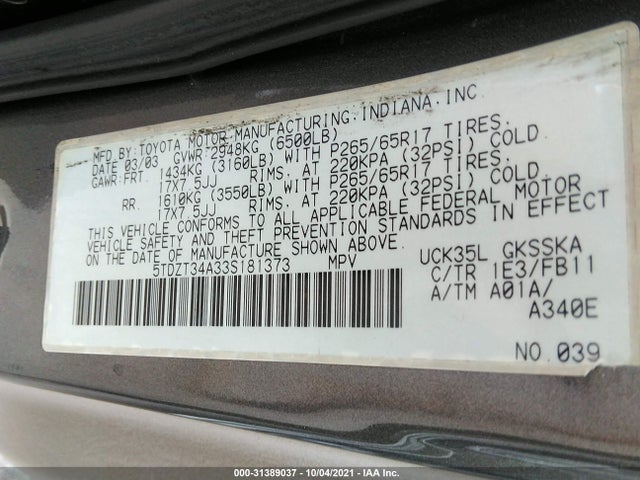 MFD.BY:TOYOTA MOTOR MANUFACTURING.INDIANA.INC.
DATE 03/03 GVWR:2948KG (6500LB)
GAWR:FRT. 1434KG (3160LB) WITH P265/65R17 TIRES.
17X7.5JJ RIMS. AT 220KPA (32PSI) COLD.
RR. 1610KG (3550LB) WITH P265/65R17 TIRES.
17X7.5JJ RIMS. AT 220KPA (32PSI) COLD.
THIS VEHICLE CONFORMS TO ALL APPLICABLE FEDERAL MOTOR
VEHICLE SAFETY AND THEFT PREVENTION STANDARDS IN EFFECT
ON THE DATE OF MANUFACTURE SHOWN ABOVE.
5TDZT34A33S181373 MPV
UCK35L GKSSKA
C/TR 1E3/FB11
A/TM A01A/
A340E
NO.039
000-31389037 - 10/04/2021 - IAA Inc.